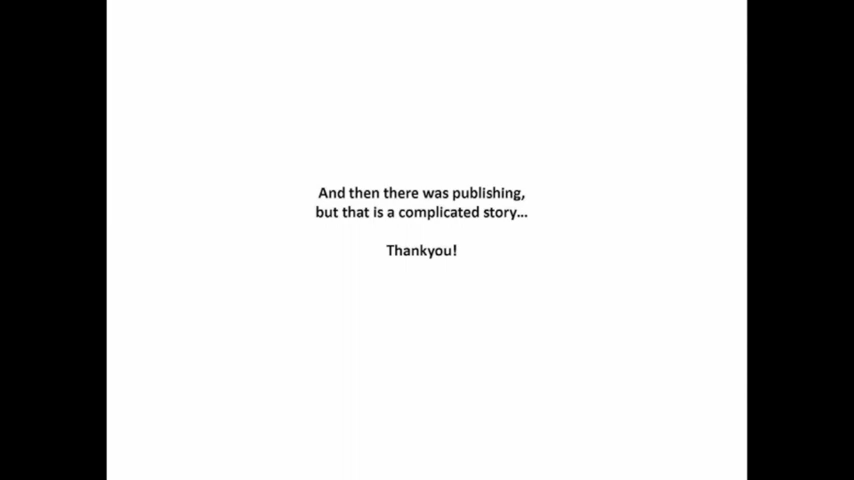 And then there was publishing,
but that is a complicated story...
Thankyou!